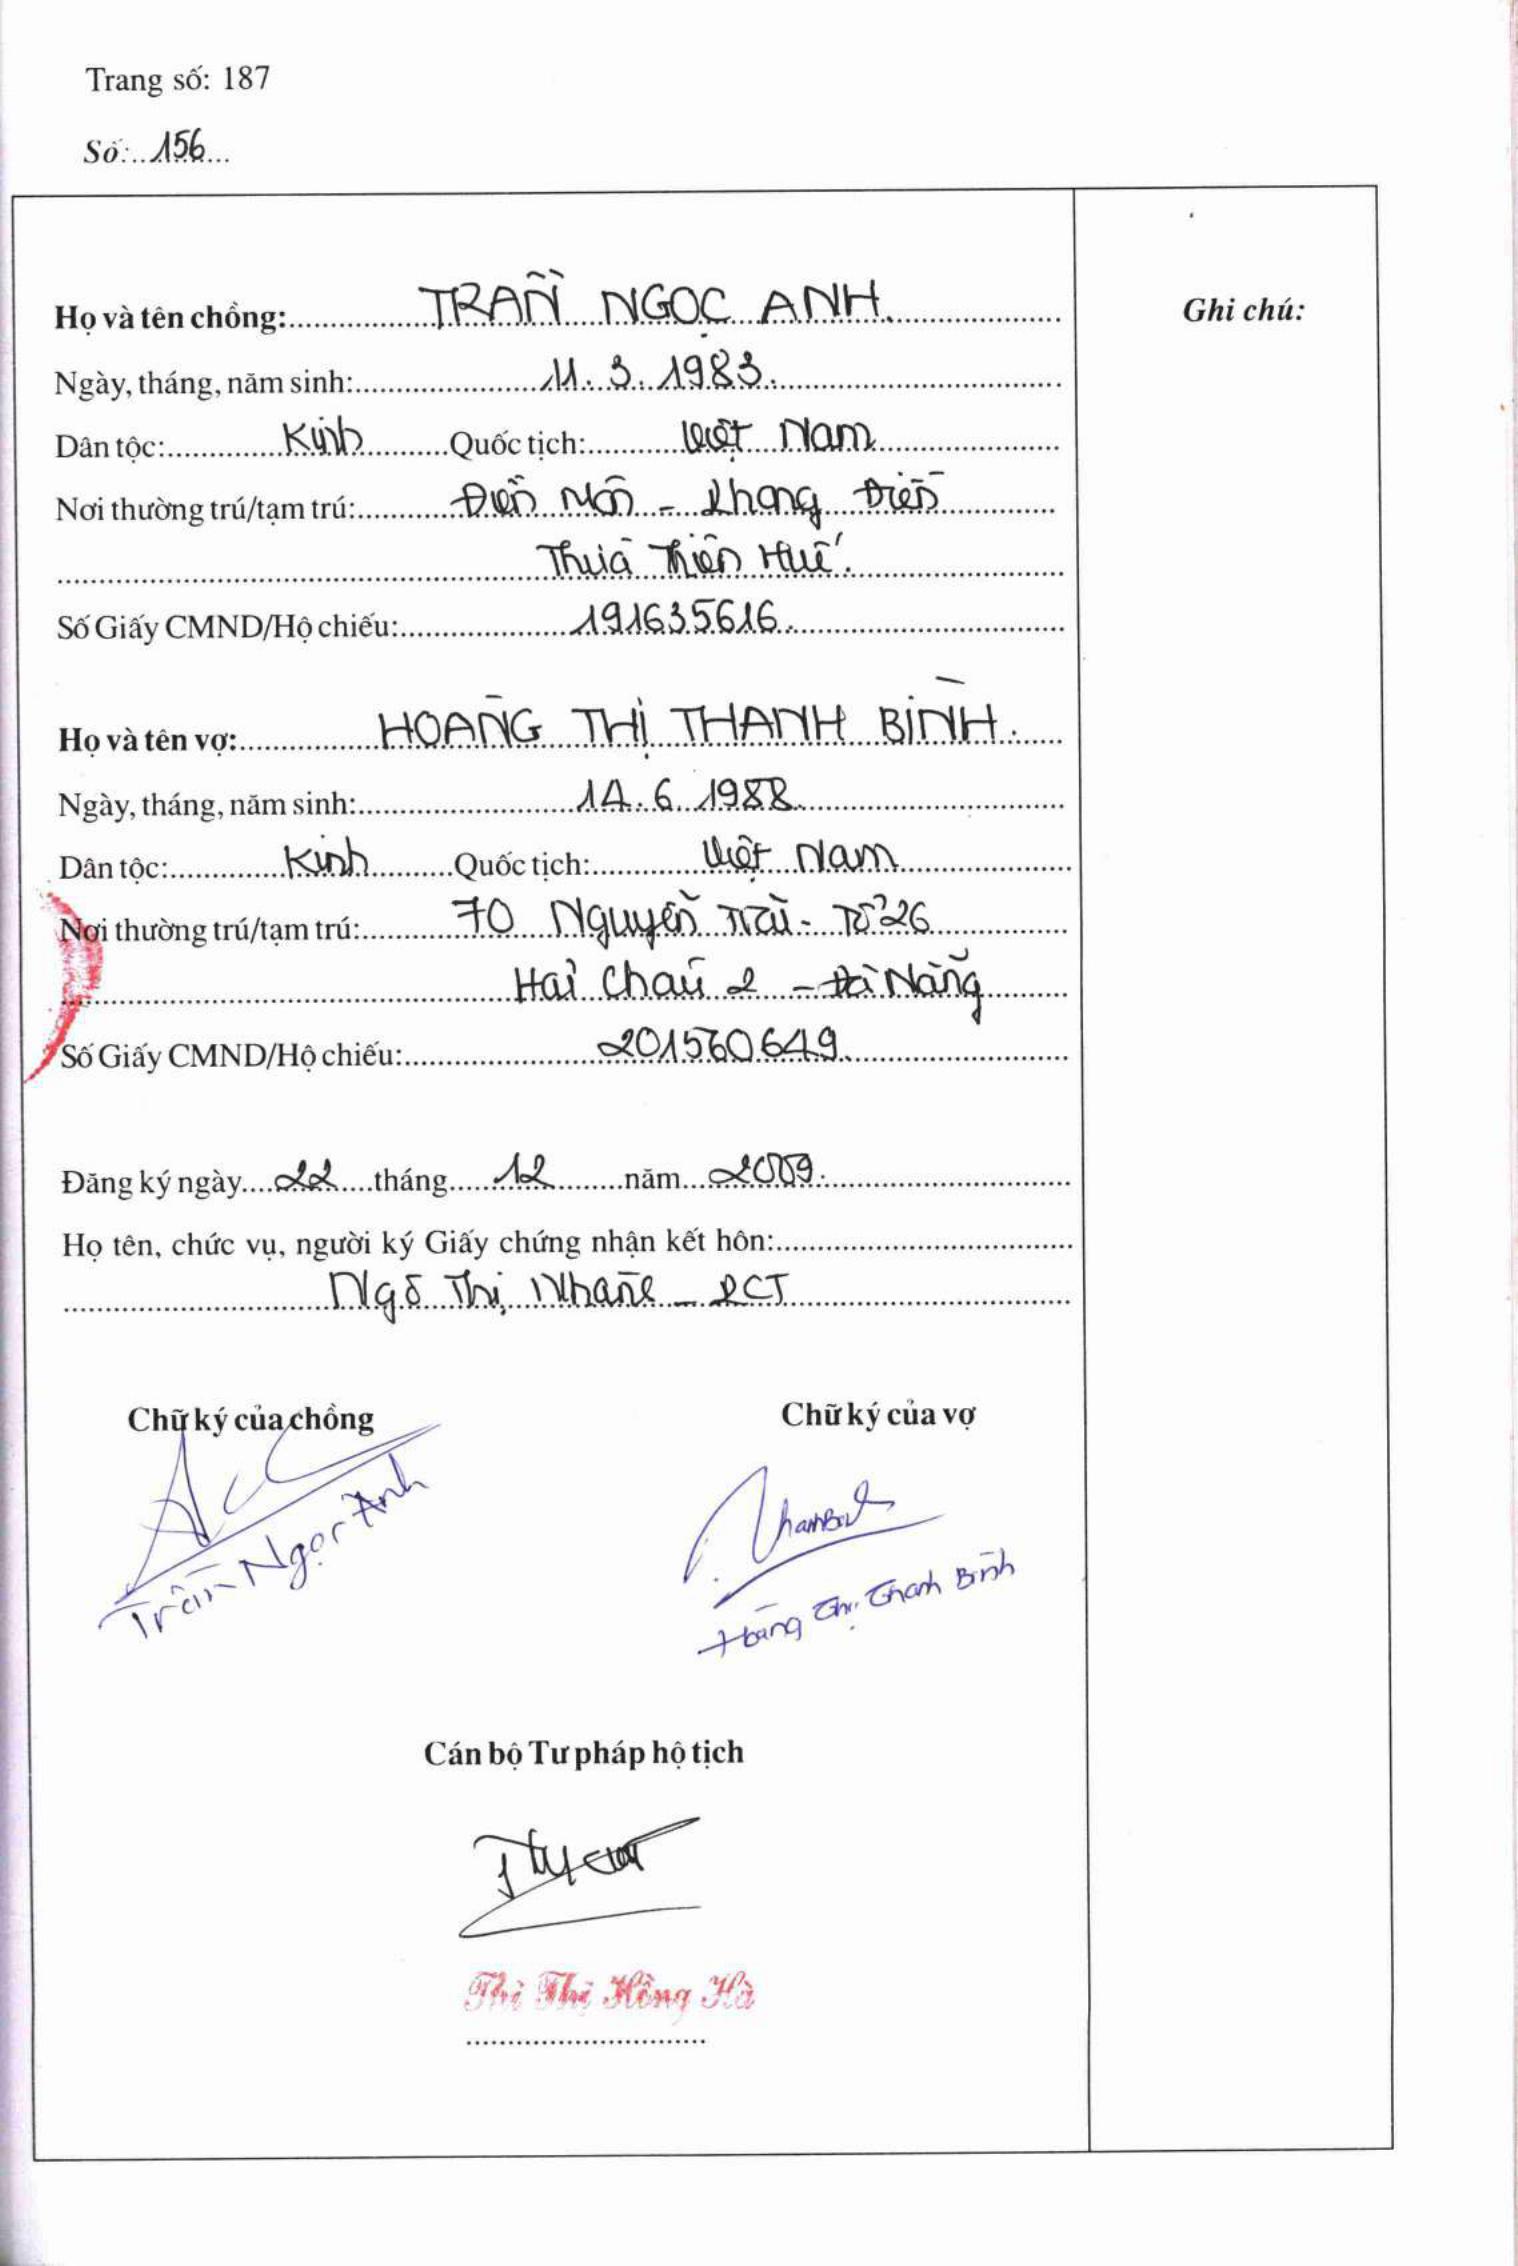 Trang số: 187
Số: 156
Họ và tên chồng: TRẦN NGỌC ANH.
Ghi chú:
Ngày, tháng, năm sinh: 11. 3. 1983.
Dân tộc: Kinh Quốc tịch: Việt Nam
Nơi thường trú/tạm trú: Điền Môn - Phong Điền
Thừa Thiên Huế.
Số Giấy CMND/Hộ chiếu: 191635616.
Họ và tên vợ: HOÀNG THỊ THANH BÌNH.
Ngày, tháng, năm sinh: 14. 6. 1988
Dân tộc: Kinh Quốc tịch: Việt Nam
Nơi thường trú/tạm trú: 70 Nguyễn Trãi - Tổ 26
Hải Châu 2 - Đà Nẵng
Số Giấy CMND/Hộ chiếu: 201560649.
Đăng ký ngày 22 tháng 12 năm 2009.
Họ tên, chức vụ, người ký Giấy chứng nhận kết hôn:
Ngô Thị - PCT
Chữ ký của chồng
Chữ ký của vợ
Trần Ngọc Anh
Hoàng Thị Thanh Bình
Cán bộ Tư pháp hộ tịch
Thi Thị Hồng Hà